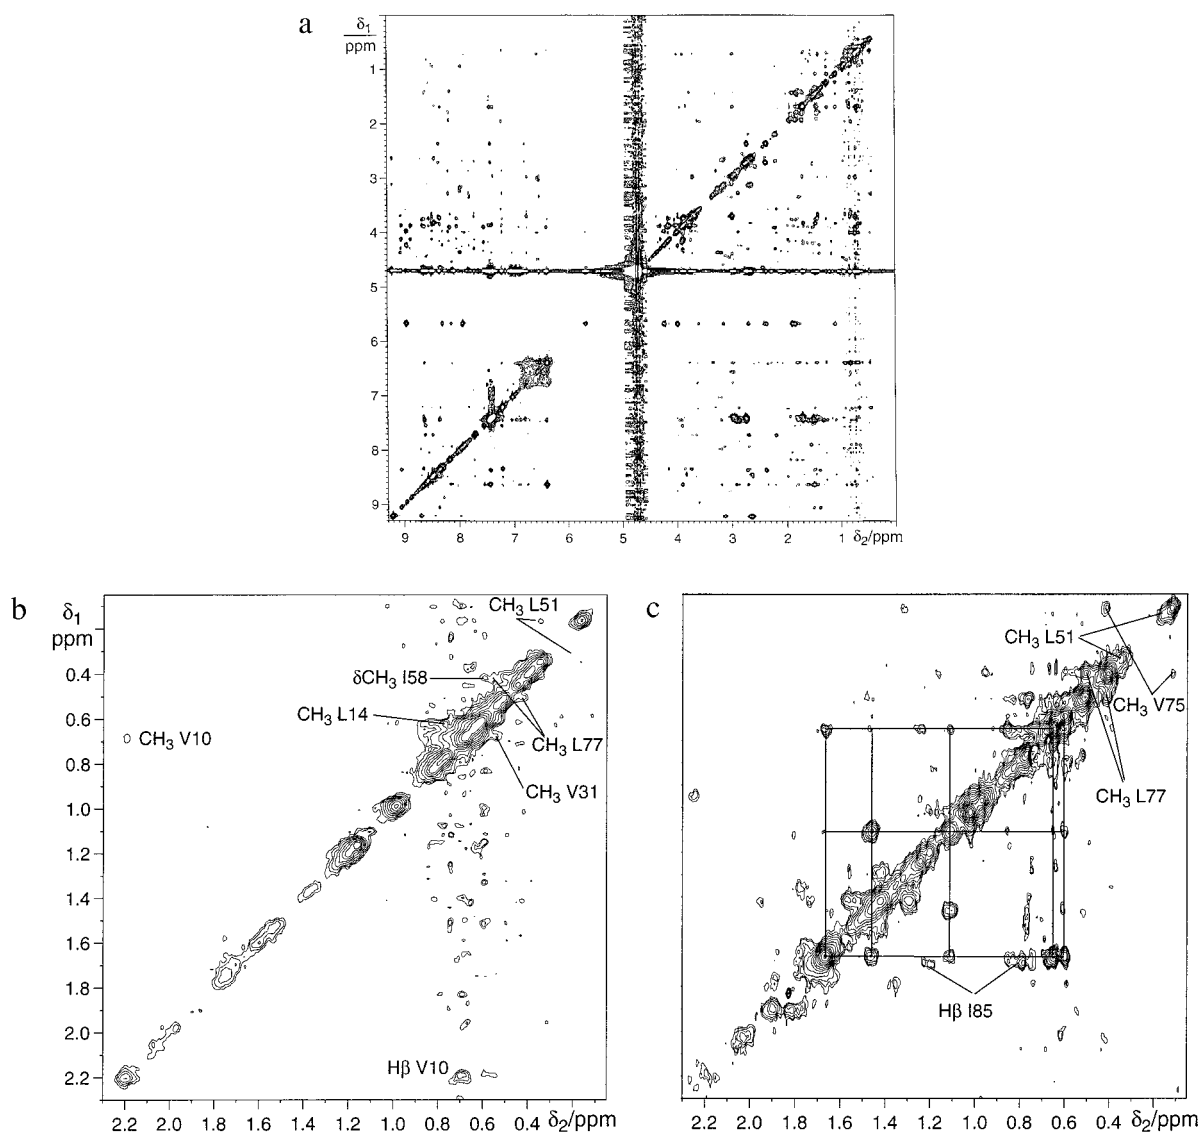 a
δ1
ppm
1
2
3
4
5
6
7
8
9
9 8 7 6 5 4 3 2 1 δ2/ppm
b
δ1
ppm
0.4
0.6
0.8
1.0
1.2
1.4
1.6
1.8
2.0
2.2
CH3 L51
δCH3 I58
CH3 L14
CH3 L77
CH3 V10
CH3 V31
Hβ V10
2.2 2.0 1.8 1.6 1.4 1.2 1.0 0.8 0.6 0.4
δ2/ppm
c
CH3 L51
CH3 V75
CH3 L77
Hβ I85
2.2 2.0 1.8 1.6 1.4 1.2 1.0 0.8 0.6 0.4
δ2/ppm